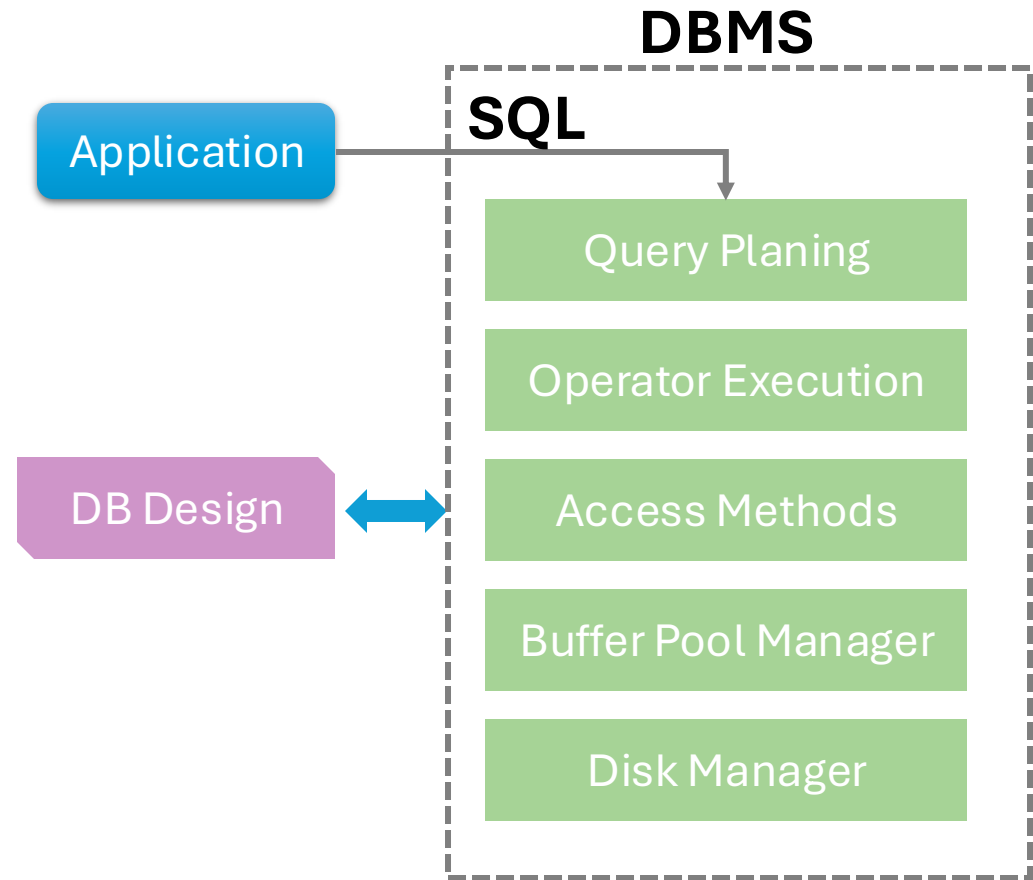 DBMS
SQL
Application
Query Planing
Operator Execution
Access Methods
DB Design
Buffer Pool Manager
Disk Manager